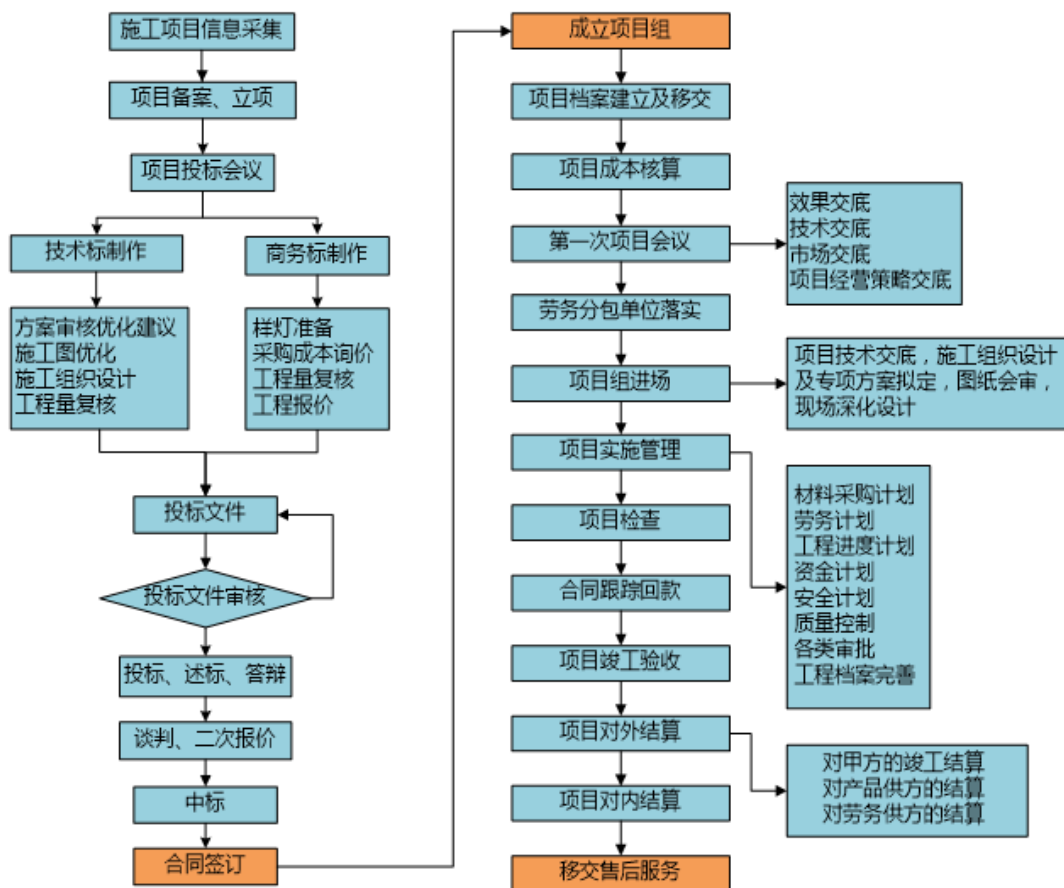 施工项目信息采集
项目备案、立项
项目投标会议
技术标制作
商务标制作
方案审核优化建议
施工图优化
施工组织设计
工程量复核
样灯准备
采购成本询价
工程量复核
工程报价
投标文件
投标文件审核
投标、述标、答辩
谈判、二次报价
中标
合同签订
成立项目组
项目档案建立及移交
项目成本核算
第一次项目会议
效果交底
技术交底
市场交底
项目经营策略交底
劳务分包单位落实
项目组进场
项目技术交底，施工组织设计
及专项方案拟定，图纸会审，
现场深化设计
项目实施管理
材料采购计划
劳务计划
工程进度计划
资金计划
安全计划
质量控制
各类审批
工程档案完善
项目检查
合同跟踪回款
项目竣工验收
项目对外结算
对甲方的竣工结算
对产品供方的结算
对劳务供方的结算
项目对内结算
移交售后服务